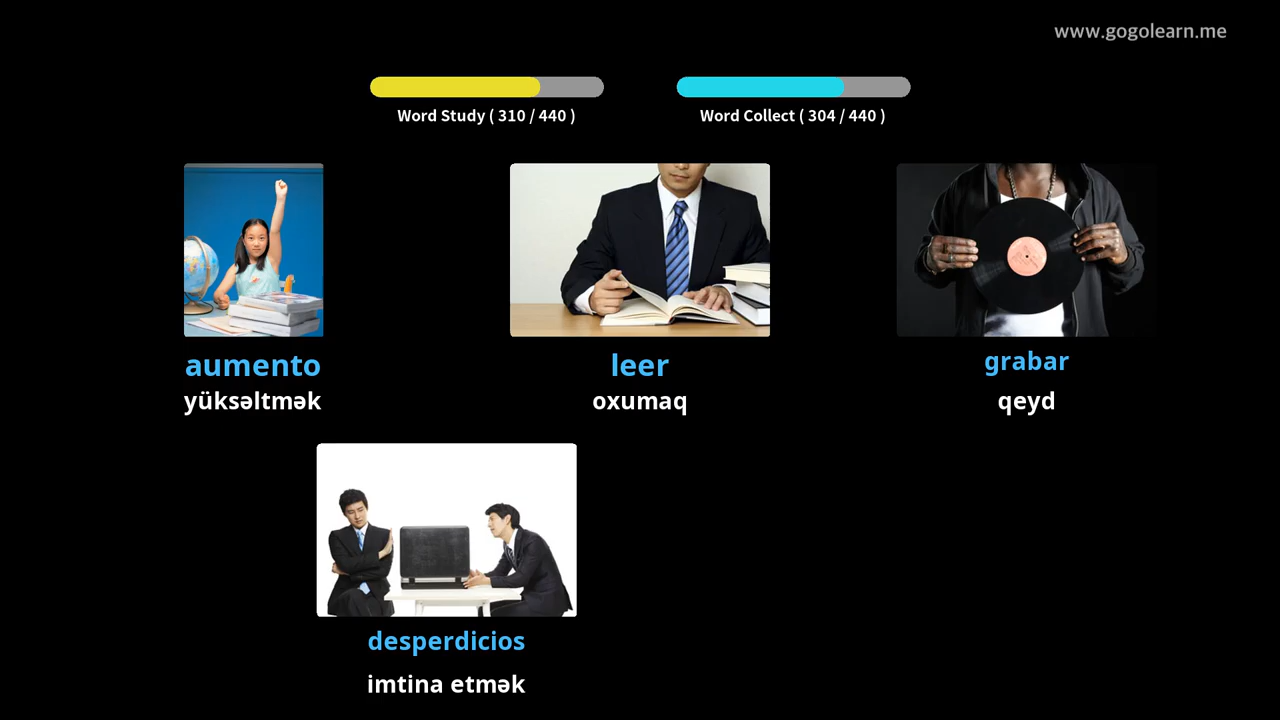 www.gogolearn.me
Word Study ( 310 / 440 )
Word Collect ( 304 / 440 )
aumento
yüksəltmək
leer
oxumaq
grabar
qeyd
desperdicios
imtina etmək